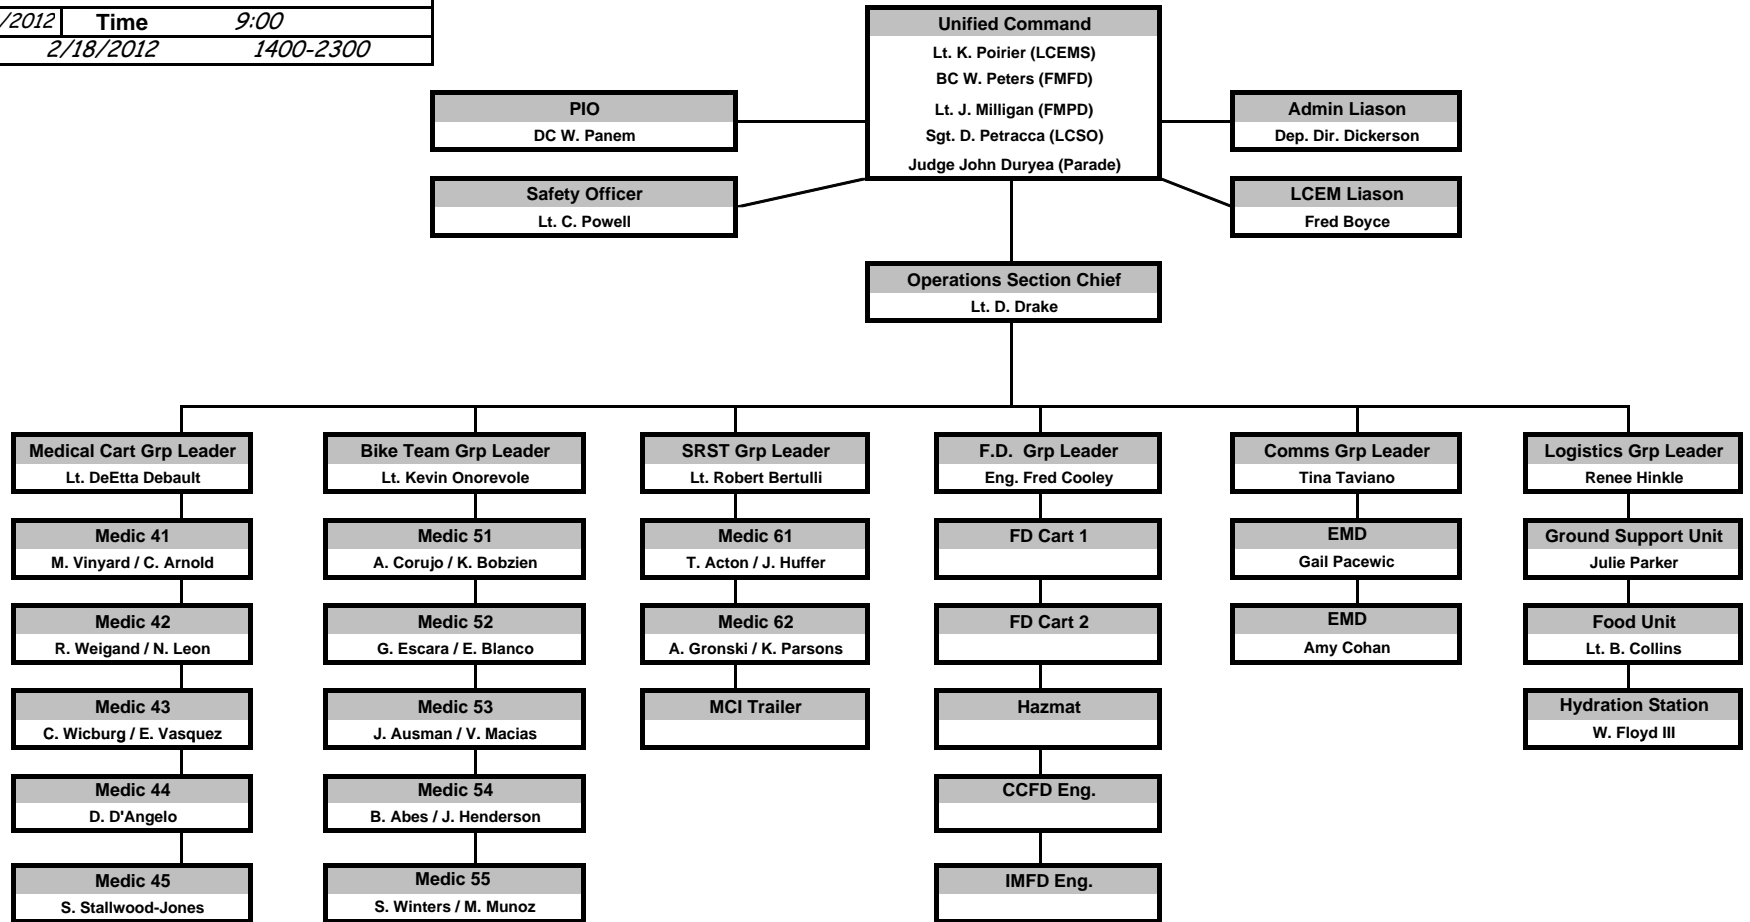 /2012 Time 9:00
2/18/2012 1400-2300
Unified Command
Lt. K. Poirier (LCEMS)
BC W. Peters (FMFD)
Lt. J. Milligan (FMPD)
Sgt. D. Petracca (LCSO)
Judge John Duryea (Parade)
PIO
DC W. Panem
Admin Liason
Dep. Dir. Dickerson
Safety Officer
Lt. C. Powell
LCEM Liason
Fred Boyce
Operations Section Chief
Lt. D. Drake
Medical Cart Grp Leader
Lt. DeEtta Debault
Medic 41
M. Vinyard / C. Arnold
Medic 42
R. Weigand / N. Leon
Medic 43
C. Wicburg / E. Vasquez
Medic 44
D. D'Angelo
Medic 45
S. Stallwood-Jones
Bike Team Grp Leader
Lt. Kevin Onorevole
Medic 51
A. Corujo / K. Bobzien
Medic 52
G. Escara / E. Blanco
Medic 53
J. Ausman / V. Macias
Medic 54
B. Abes / J. Henderson
Medic 55
S. Winters / M. Munoz
SRST Grp Leader
Lt. Robert Bertulli
Medic 61
T. Acton / J. Huffer
Medic 62
A. Gronski / K. Parsons
MCI Trailer
F.D. Grp Leader
Eng. Fred Cooley
FD Cart 1
FD Cart 2
Hazmat
CCFD Eng.
IMFD Eng.
Comms Grp Leader
Tina Taviano
EMD
Gail Pacewic
EMD
Amy Cohan
Logistics Grp Leader
Renee Hinkle
Ground Support Unit
Julie Parker
Food Unit
Lt. B. Collins
Hydration Station
W. Floyd III